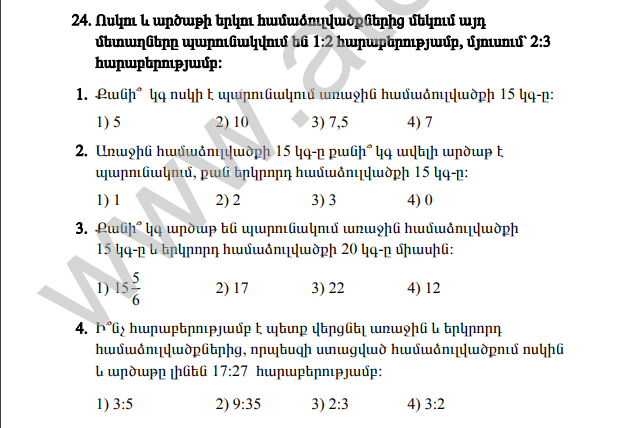 24. Ոսկու և արծաթի երկու համաձուլվածքներից մեկում այդ
մետաղները պարունակվում են 1:2 հարաբերությամբ, մյուսում՝ 2:3
հարաբերությամբ:
1. Քանի՞ կգ ոսկի է պարունակում առաջին համաձուլվածքի 15 կգ-ը:
1) 5 2) 10 3) 7,5 4) 7
2. Առաջին համաձուլվածքի 15 կգ-ը քանի՞ կգ ավելի արծաթ է
պարունակում, քան երկրորդ համաձուլվածքի 15 կգ-ը:
1) 1 2) 2 3) 3 4) 0
3. Քանի՞ կգ արծաթ են պարունակում առաջին համաձուլվածքի
15 կգ-ը և երկրորդ համաձուլվածքի 20 կգ-ը միասին:
1) 15 5/6 2) 17 3) 22 4) 12
4. Ի՞նչ հարաբերությամբ է պետք վերցնել առաջին և երկրորդ
համաձուլվածքներից, որպեսզի ստացված համաձուլվածքում ոսկին
և արծաթը լինեն 17:27 հարաբերությամբ:
1) 3:5 2) 9:35 3) 2:3 4) 3:2